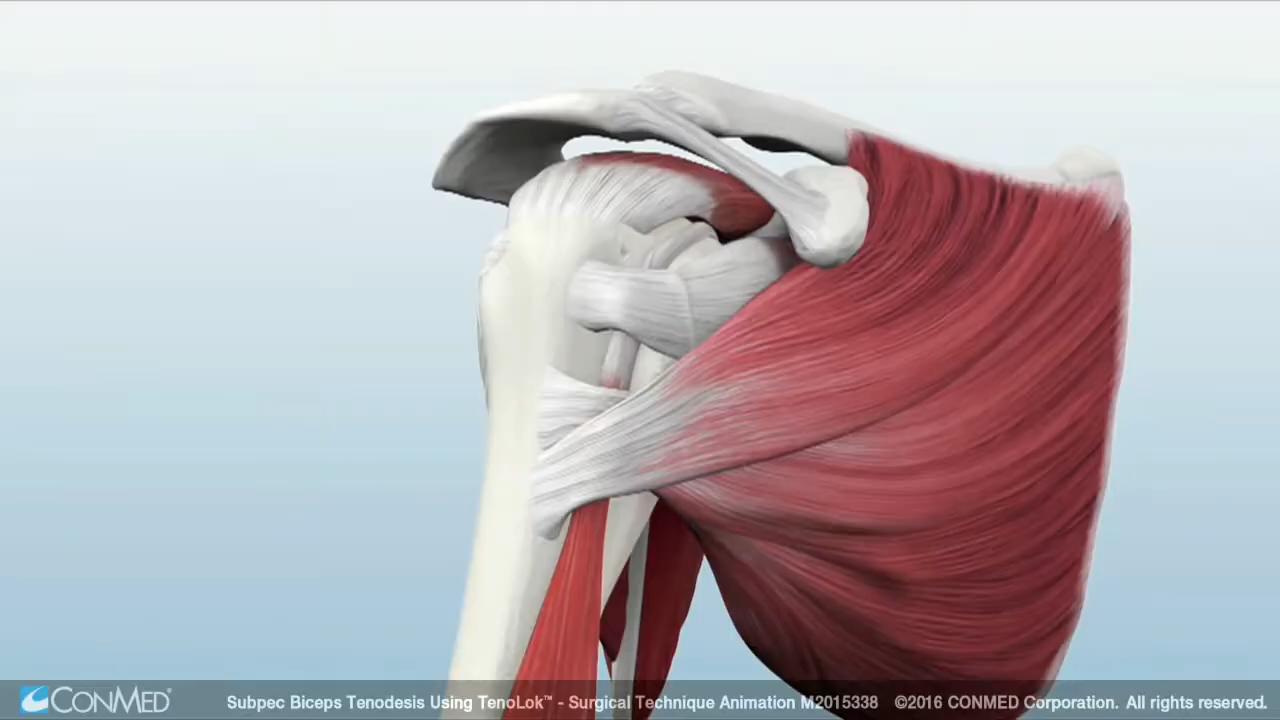 CONMED® Subpec Biceps Tenodesis Using TenoLok™ - Surgical Technique Animation M2015338 ©2016 CONMED Corporation. All rights reserved.